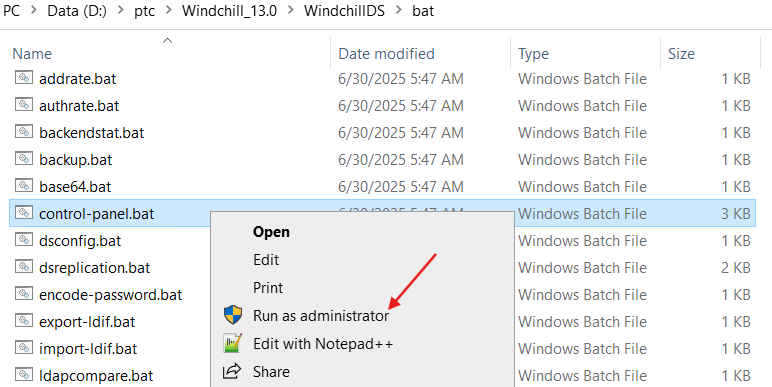 PC > Data (D:) > ptc > Windchill_13.0 > WindchillDS > bat
Name Date modified Type Size
addrate.bat 6/30/2025 5:47 AM Windows Batch File 1 KB
authrate.bat 6/30/2025 5:47 AM Windows Batch File 1 KB
backendstat.bat 6/30/2025 5:47 AM Windows Batch File 1 KB
backup.bat 6/30/2025 5:47 AM Windows Batch File 1 KB
base64.bat 6/30/2025 5:47 AM Windows Batch File 1 KB
control-panel.bat 6/30/2025 5:47 AM Windows Batch File 3 KB
dsconfig.bat Open Windows Batch File 1 KB
dsreplication.bat Edit Windows Batch File 2 KB
encode-password.bat Print Windows Batch File 1 KB
export-ldif.bat Run as administrator Windows Batch File 1 KB
import-ldif.bat Edit with Notepad++ Windows Batch File 1 KB
ldapcompare.bat Share Windows Batch File 1 KB